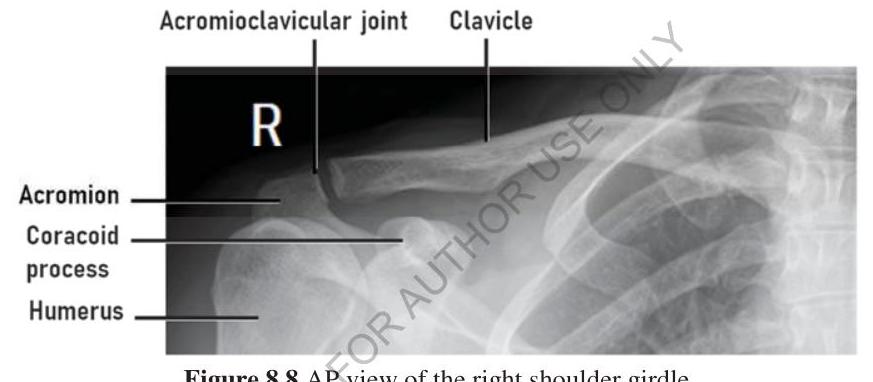 Acromioclavicular joint
Clavicle
R
Acromion
Coracoid
process
Humerus
FOR AUTHOR USE ONLY
Figure 8.8 AP view of the right shoulder girdle